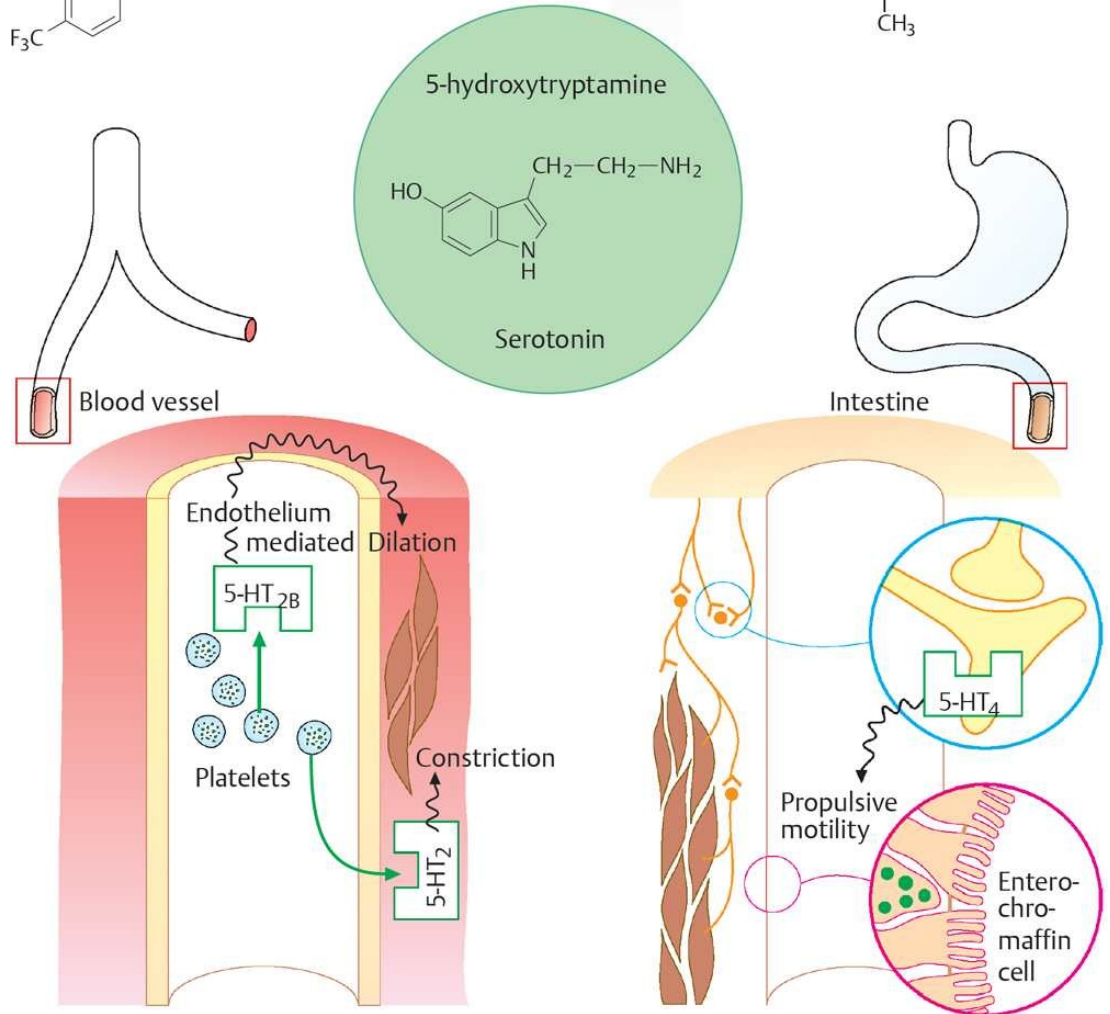 F₃C
CH₃
5-hydroxytryptamine
CH₂—CH₂—NH₂
HO
N
H
Serotonin
Blood vessel
Intestine
Endothelium
mediated Dilation
5-HT₂B
Platelets
Constriction
5-HT₂
5-HT₄
Propulsive
motility
Entero-
chro-
maffin
cell